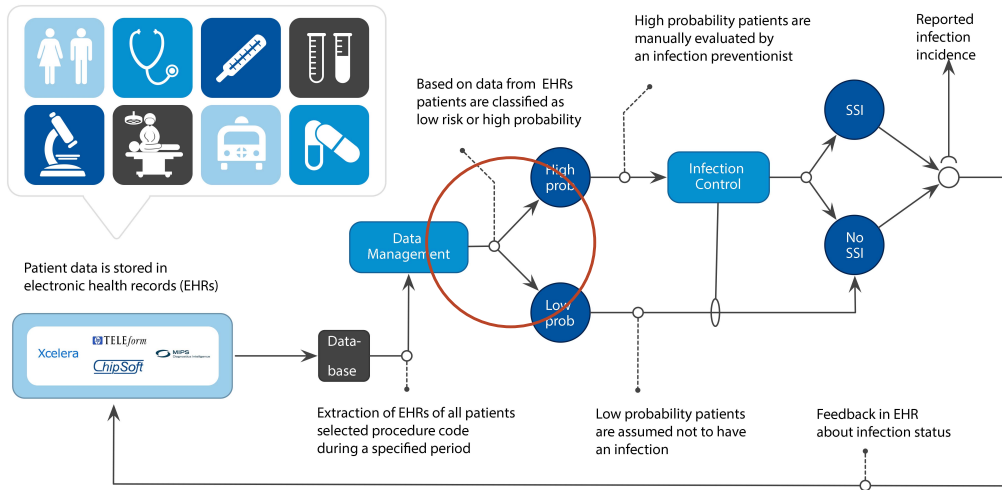 High probability patients are
manually evaluated by
an infection preventionist
Reported
infection
incidence
Based on data from EHRs
patients are classified as
low risk or high probability
SSI
High
prob
Infection
Control
Data
Management
No
SSI
Patient data is stored in
electronic health records (EHRs)
Low
prob
Xcelera
hp TELEform
MIPS
Diagnostics Intelligence
ChipSoft
Data-
base
Extraction of EHRs of all patients
selected procedure code
during a specified period
Low probability patients
are assumed not to have
an infection
Feedback in EHR
about infection status